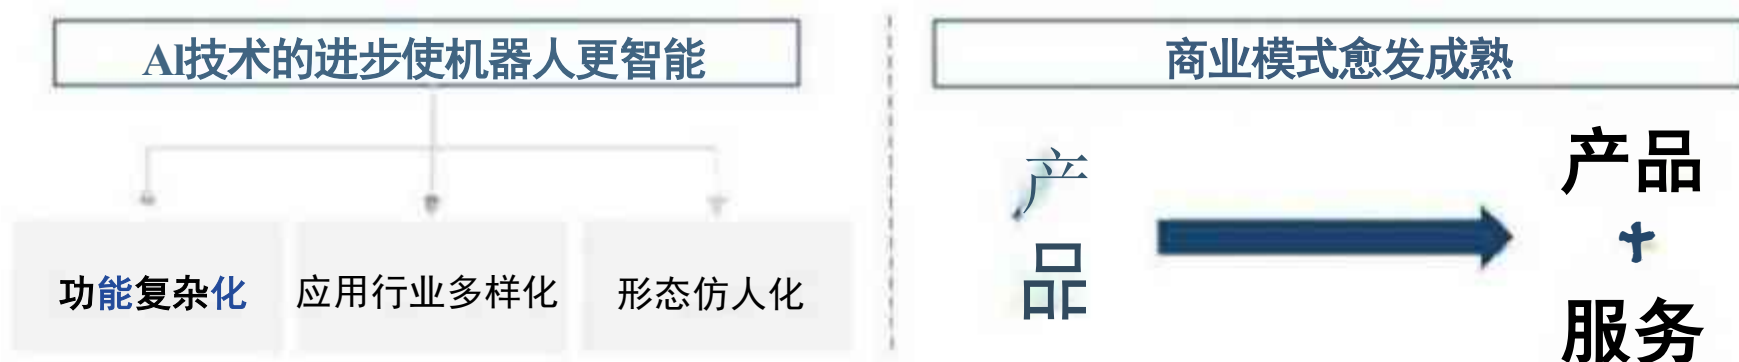 AI技术的进步使机器人更智能
功能复杂化
应用行业多样化
形态仿人化
商业模式愈发成熟
产
品
产品
+
服务